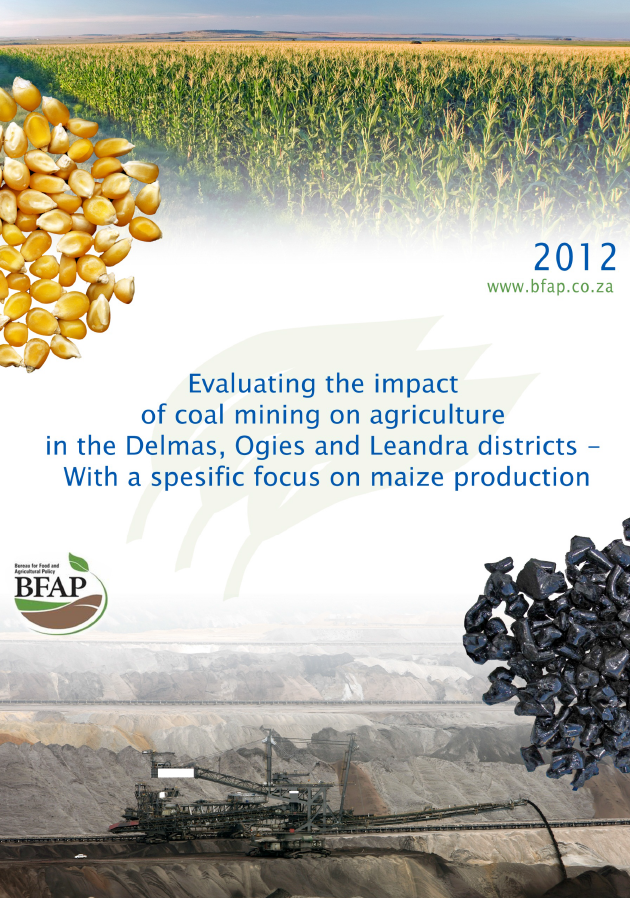 2012
www.bfap.co.za
Evaluating the impact
of coal mining on agriculture
in the Delmas, Ogies and Leandra districts –
With a spesific focus on maize production
Bureau for Food and
Agricultural Policy
BFAP